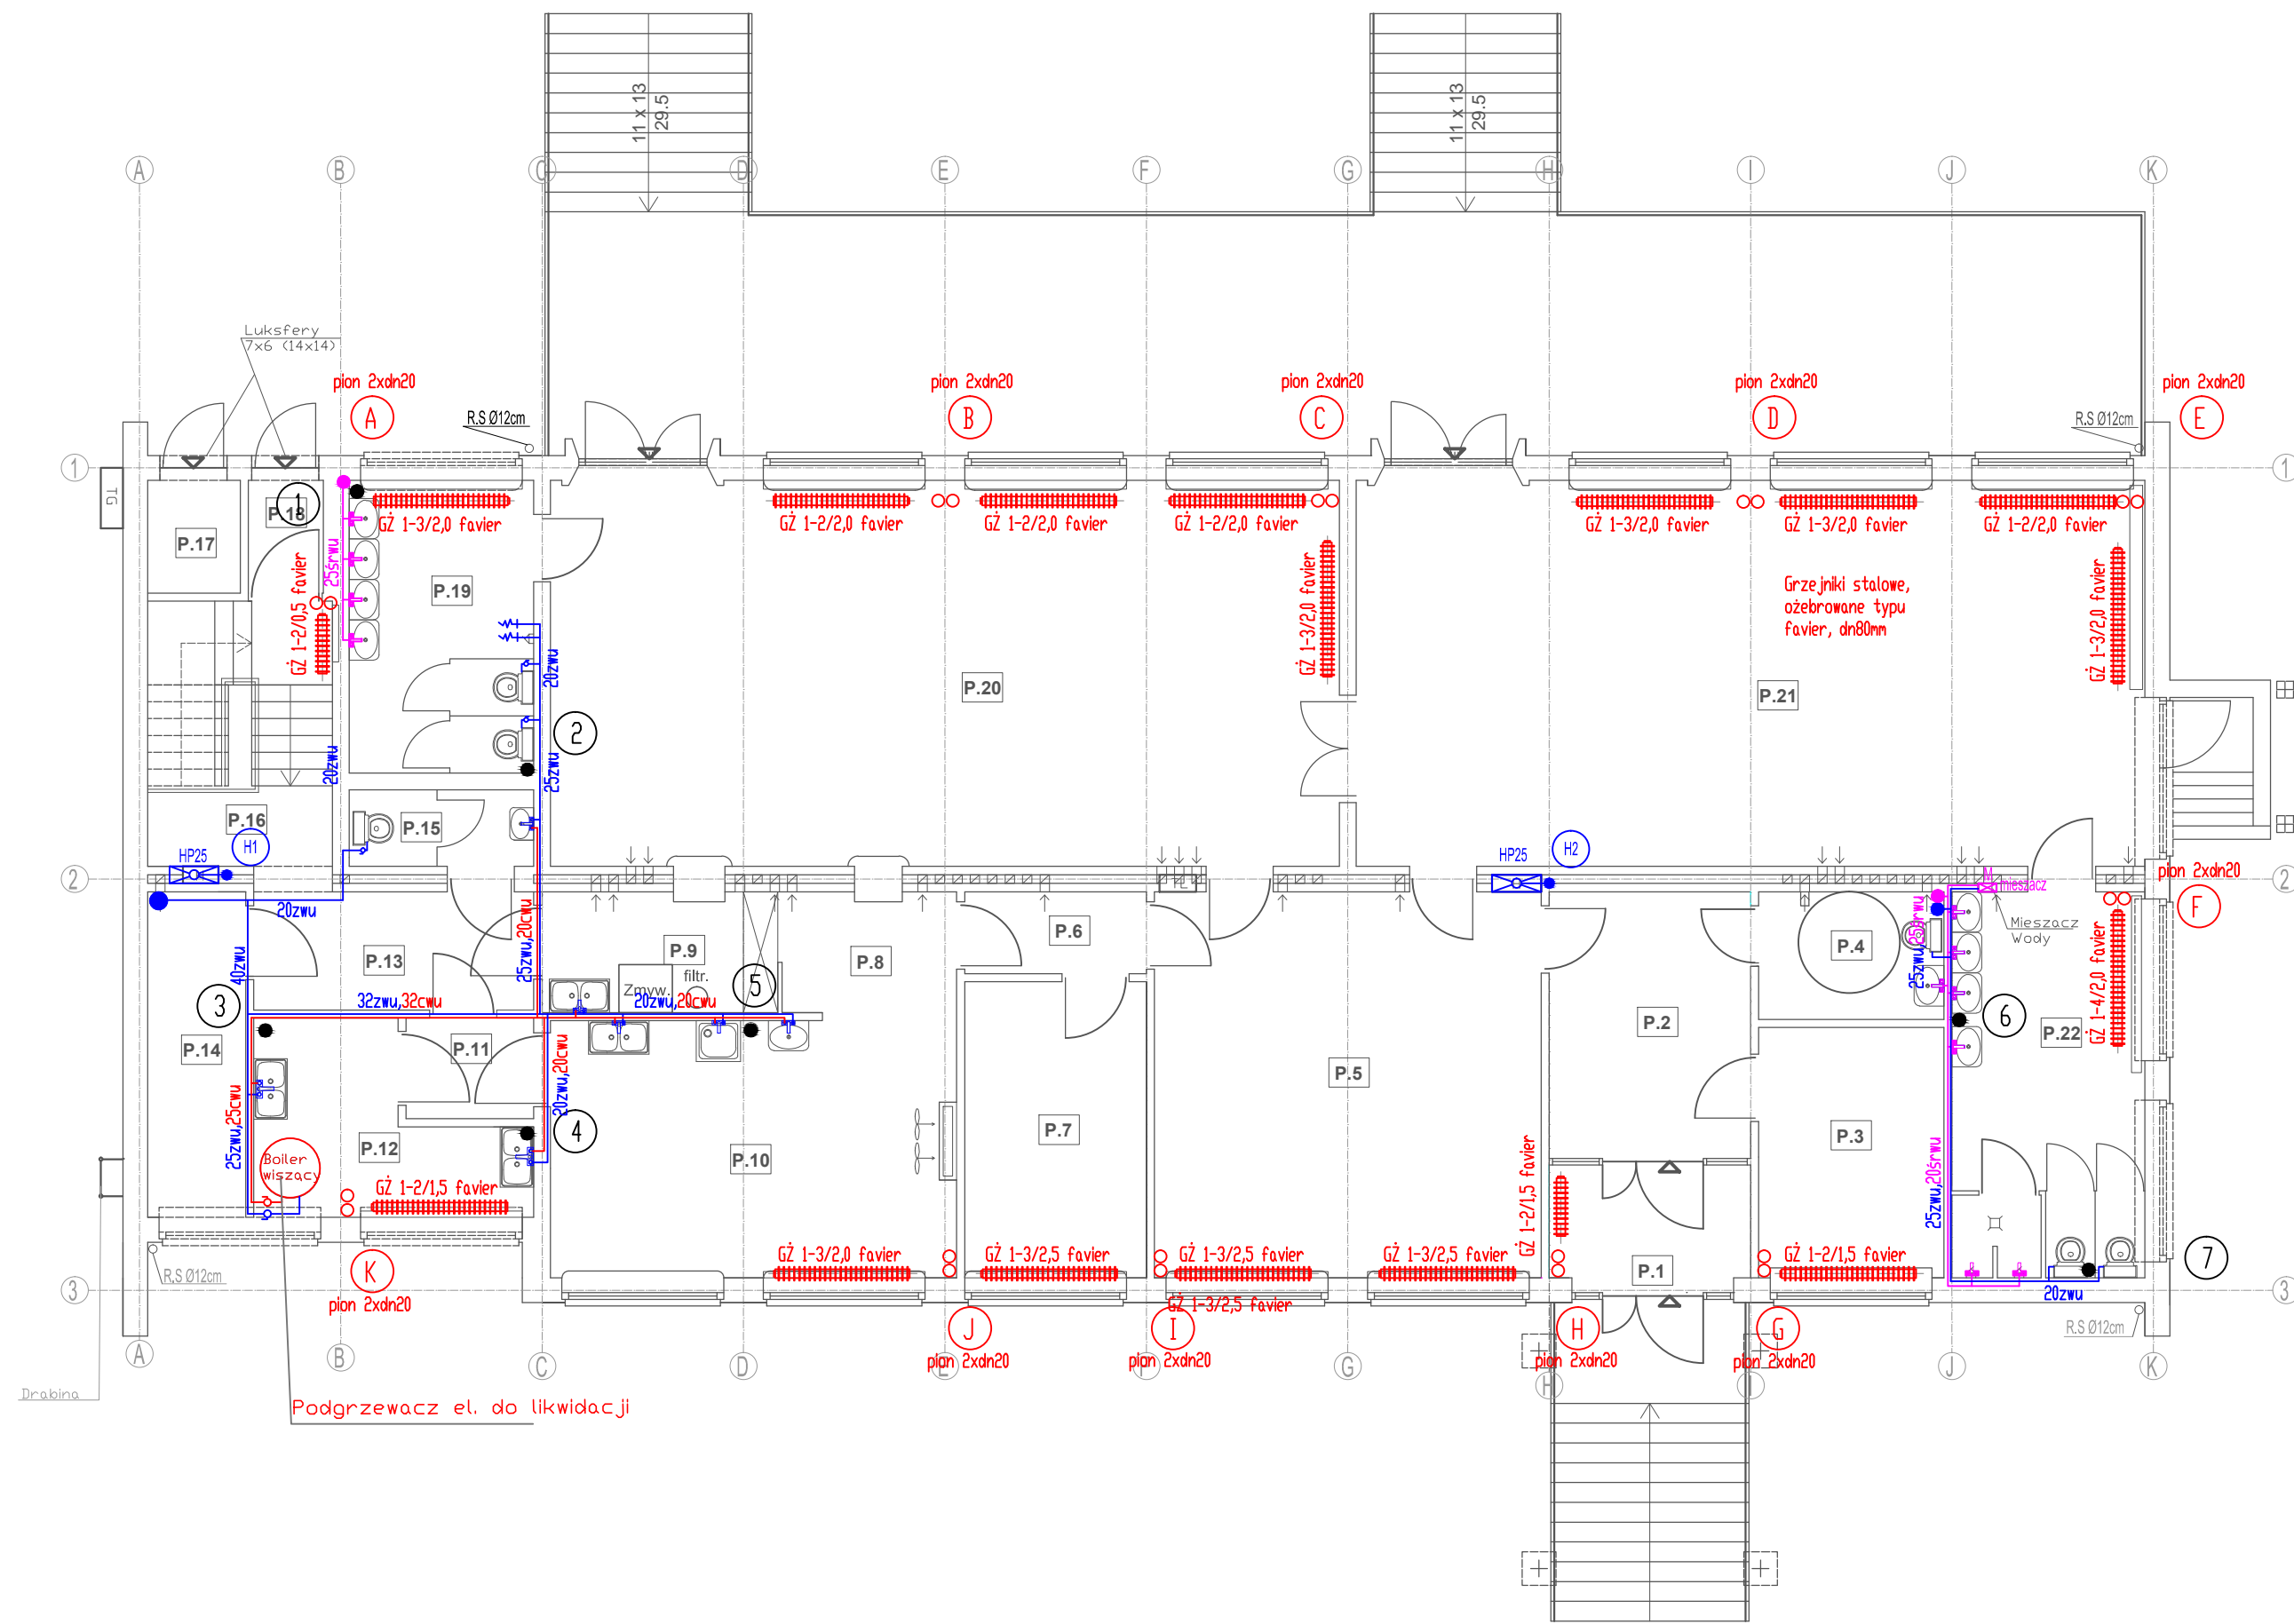 11 x 13
29.5
11 x 13
29.5
A
B
C
D
E
F
G
H
I
J
K
Luksfery
7x6 (14x14)
pion 2xdn20
A
R.S Ø12cm
pion 2xdn20
B
pion 2xdn20
C
pion 2xdn20
D
pion 2xdn20
E
R.S Ø12cm
1
1
TG
P.17
P.18
1
GŻ 1-3/2,0 favier
GŻ 1-2/2,0 favier
GŻ 1-2/2,0 favier
GŻ 1-2/2,0 favier
GŻ 1-3/2,0 favier
GŻ 1-3/2,0 favier
GŻ 1-2/2,0 favier
25śrwu
GŻ 1-2/0,5 favier
P.19
GŻ 1-3/2,0 favier
Grzejniki stalowe,
ożebrowane typu
favier, dn80mm
GŻ 1-3/2,0 favier
20zwu
P.20
P.21
2
20zwu
25zwu
P.16
H1
P.15
HP25
HP25
H2
2
2
M
mieszacz
pion 2xdn20
F
20zwu
25zwu,20cwu
P.9
P.6
P.8
P.4
25zwu,25śrwu
Mieszacz
Wody
GŻ 1-4/2,0 favier
40zwu
P.13
filtr.
Zmyw.
5
3
32zwu,32cwu
20zwu,20cwu
P.14
P.11
P.2
6
P.22
P.5
25zwu,25cwu
20zwu,20cwu
4
P.12
P.10
P.7
P.3
Boiler
wiszący
GŻ 1-2/1,5 favier
GŻ 1-2/1,5 favier
25zwu,20śrwu
GŻ 1-3/2,0 favier
GŻ 1-3/2,5 favier
GŻ 1-3/2,5 favier
GŻ 1-3/2,5 favier
P.1
GŻ 1-2/1,5 favier
7
R.S Ø12cm
K
pion 2xdn20
3
3
20zwu
GŻ 1-3/2,5 favier
R.S Ø12cm
J
pion 2xdn20
I
pion 2xdn20
H
pion 2xdn20
G
pion 2xdn20
A
B
C
D
E
F
G
H
I
J
K
Drabina
Podgrzewacz el. do likwidacji